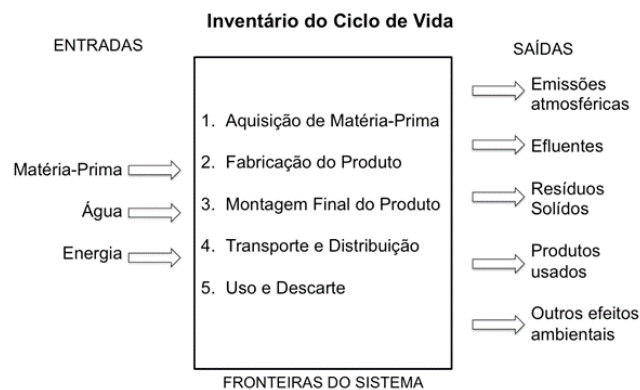 Inventário do Ciclo de Vida
ENTRADAS
SAÍDAS
Matéria-Prima
Água
Energia
1. Aquisição de Matéria-Prima
2. Fabricação do Produto
3. Montagem Final do Produto
4. Transporte e Distribuição
5. Uso e Descarte
Emissões
atmosféricas
Efluentes
Resíduos
Solídos
Produtos
usados
Outros efeitos
ambientais
FRONTEIRAS DO SISTEMA